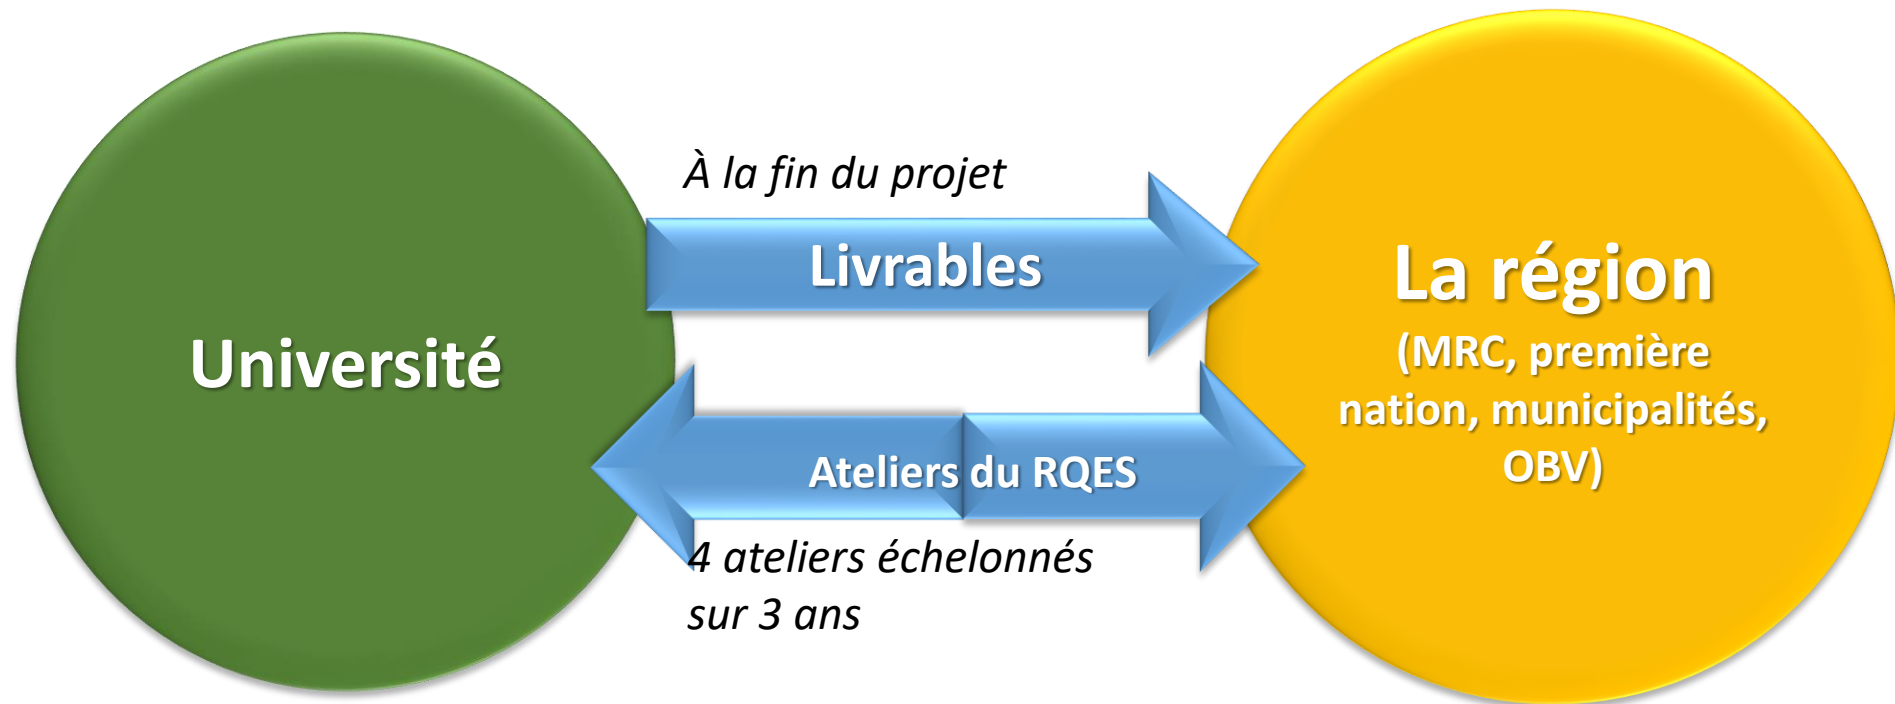 Université
À la fin du projet
Livrables
Ateliers du RQES
4 ateliers échelonnés
sur 3 ans
La région
(MRC, première
nation, municipalités,
OBV)